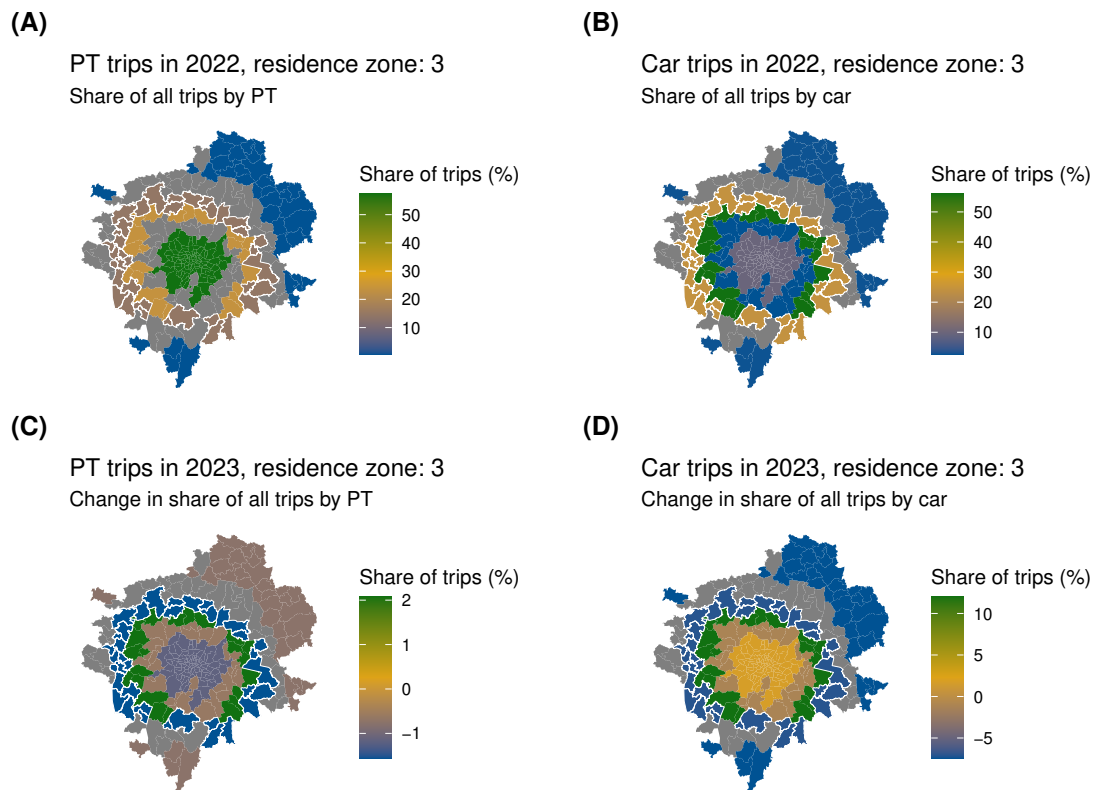 (A)
PT trips in 2022, residence zone: 3
Share of all trips by PT
Share of trips (%)
50
40
30
20
10
(B)
Car trips in 2022, residence zone: 3
Share of all trips by car
Share of trips (%)
50
40
30
20
10
(C)
PT trips in 2023, residence zone: 3
Change in share of all trips by PT
Share of trips (%)
2
1
0
−1
(D)
Car trips in 2023, residence zone: 3
Change in share of all trips by car
Share of trips (%)
10
5
0
−5